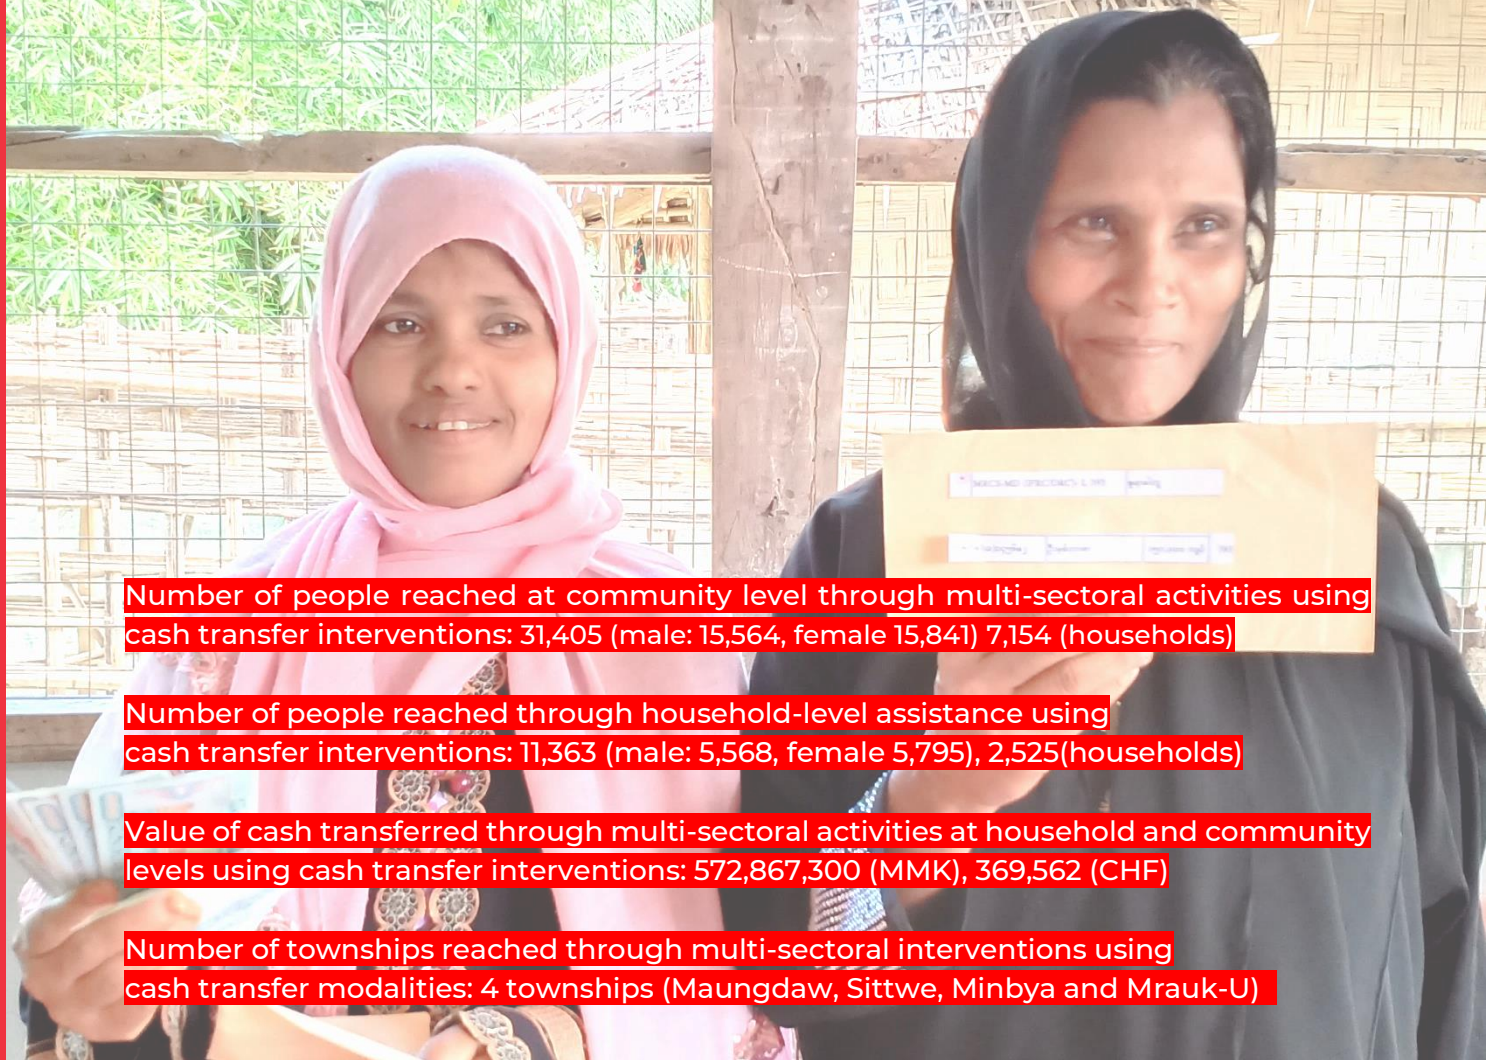 Number of people reached at community level through multi-sectoral activities using
cash transfer interventions: 31,405 (male: 15,564, female 15,841) 7,154 (households)
Number of people reached through household-level assistance using
cash transfer interventions: 11,363 (male: 5,568, female 5,795), 2,525(households)
Value of cash transferred through multi-sectoral activities at household and community
levels using cash transfer interventions: 572,867,300 (MMK), 369,562 (CHF)
Number of townships reached through multi-sectoral interventions using
cash transfer modalities: 4 townships (Maungdaw, Sittwe, Minbya and Mrauk-U)